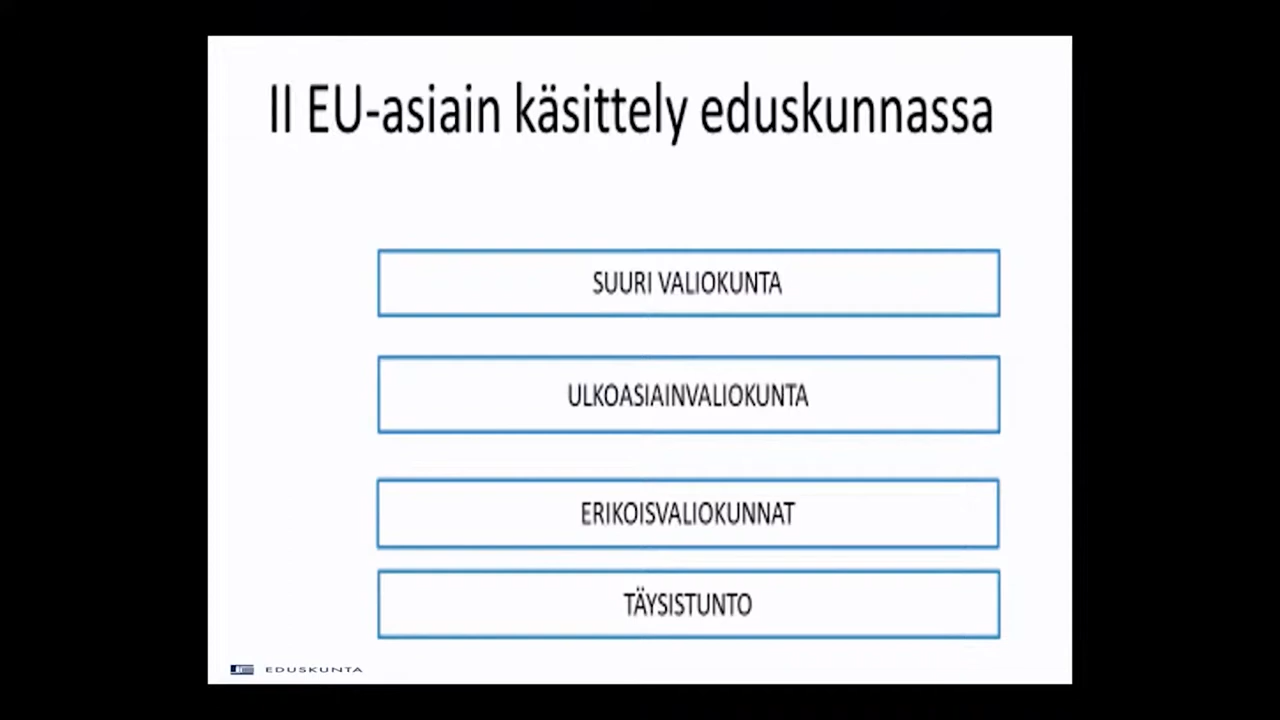 II EU-asiain käsittely eduskunnassa
SUURI VALIOKUNTA
ULKOASIAINVALIOKUNTA
ERIKOISVALIOKUNNAT
TÄYSISTUNTO
EDUSKUNTA